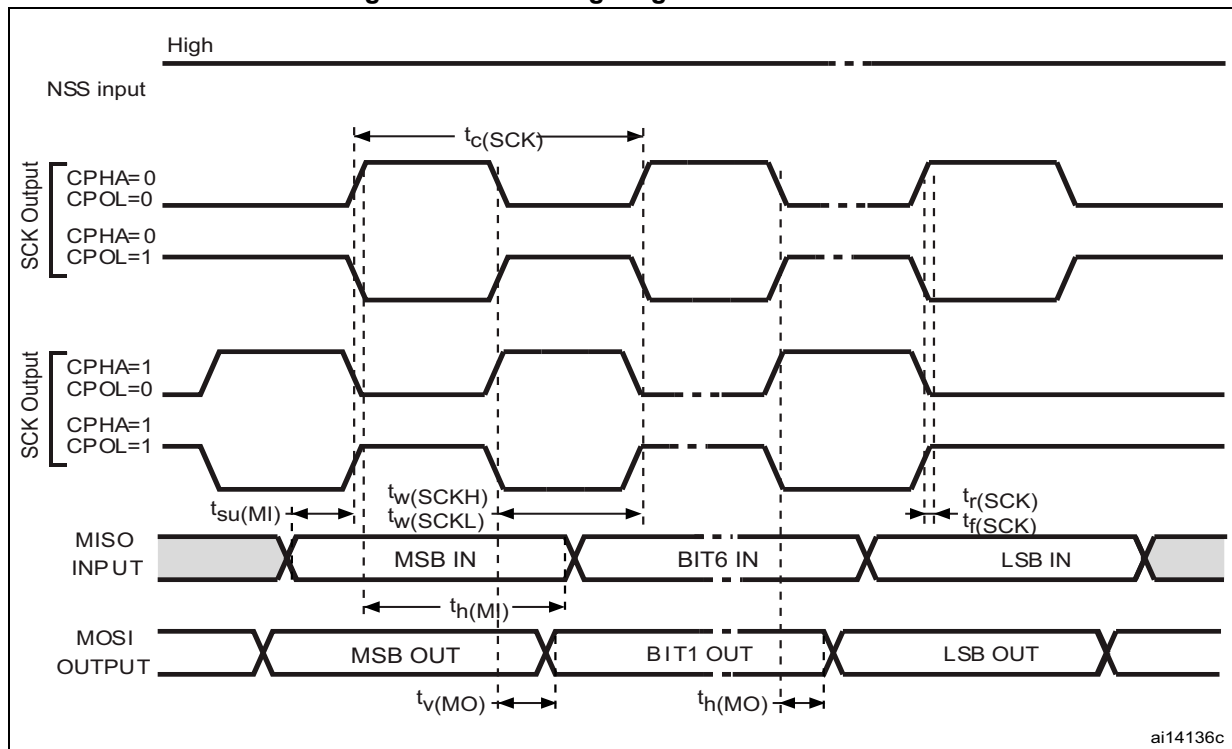 High
NSS input
tc(SCK)
SCK Output
CPHA=0
CPOL=0
CPHA=0
CPOL=1
SCK Output
CPHA=1
CPOL=0
CPHA=1
CPOL=1
tsu(MI)
tw(SCKH)
tw(SCKL)
tr(SCK)
tf(SCK)
MISO
INPUT
MSB IN
BIT6 IN
LSB IN
th(MI)
MOSI
OUTPUT
MSB OUT
BIT1 OUT
LSB OUT
tv(MO)
th(MO)
ai14136c